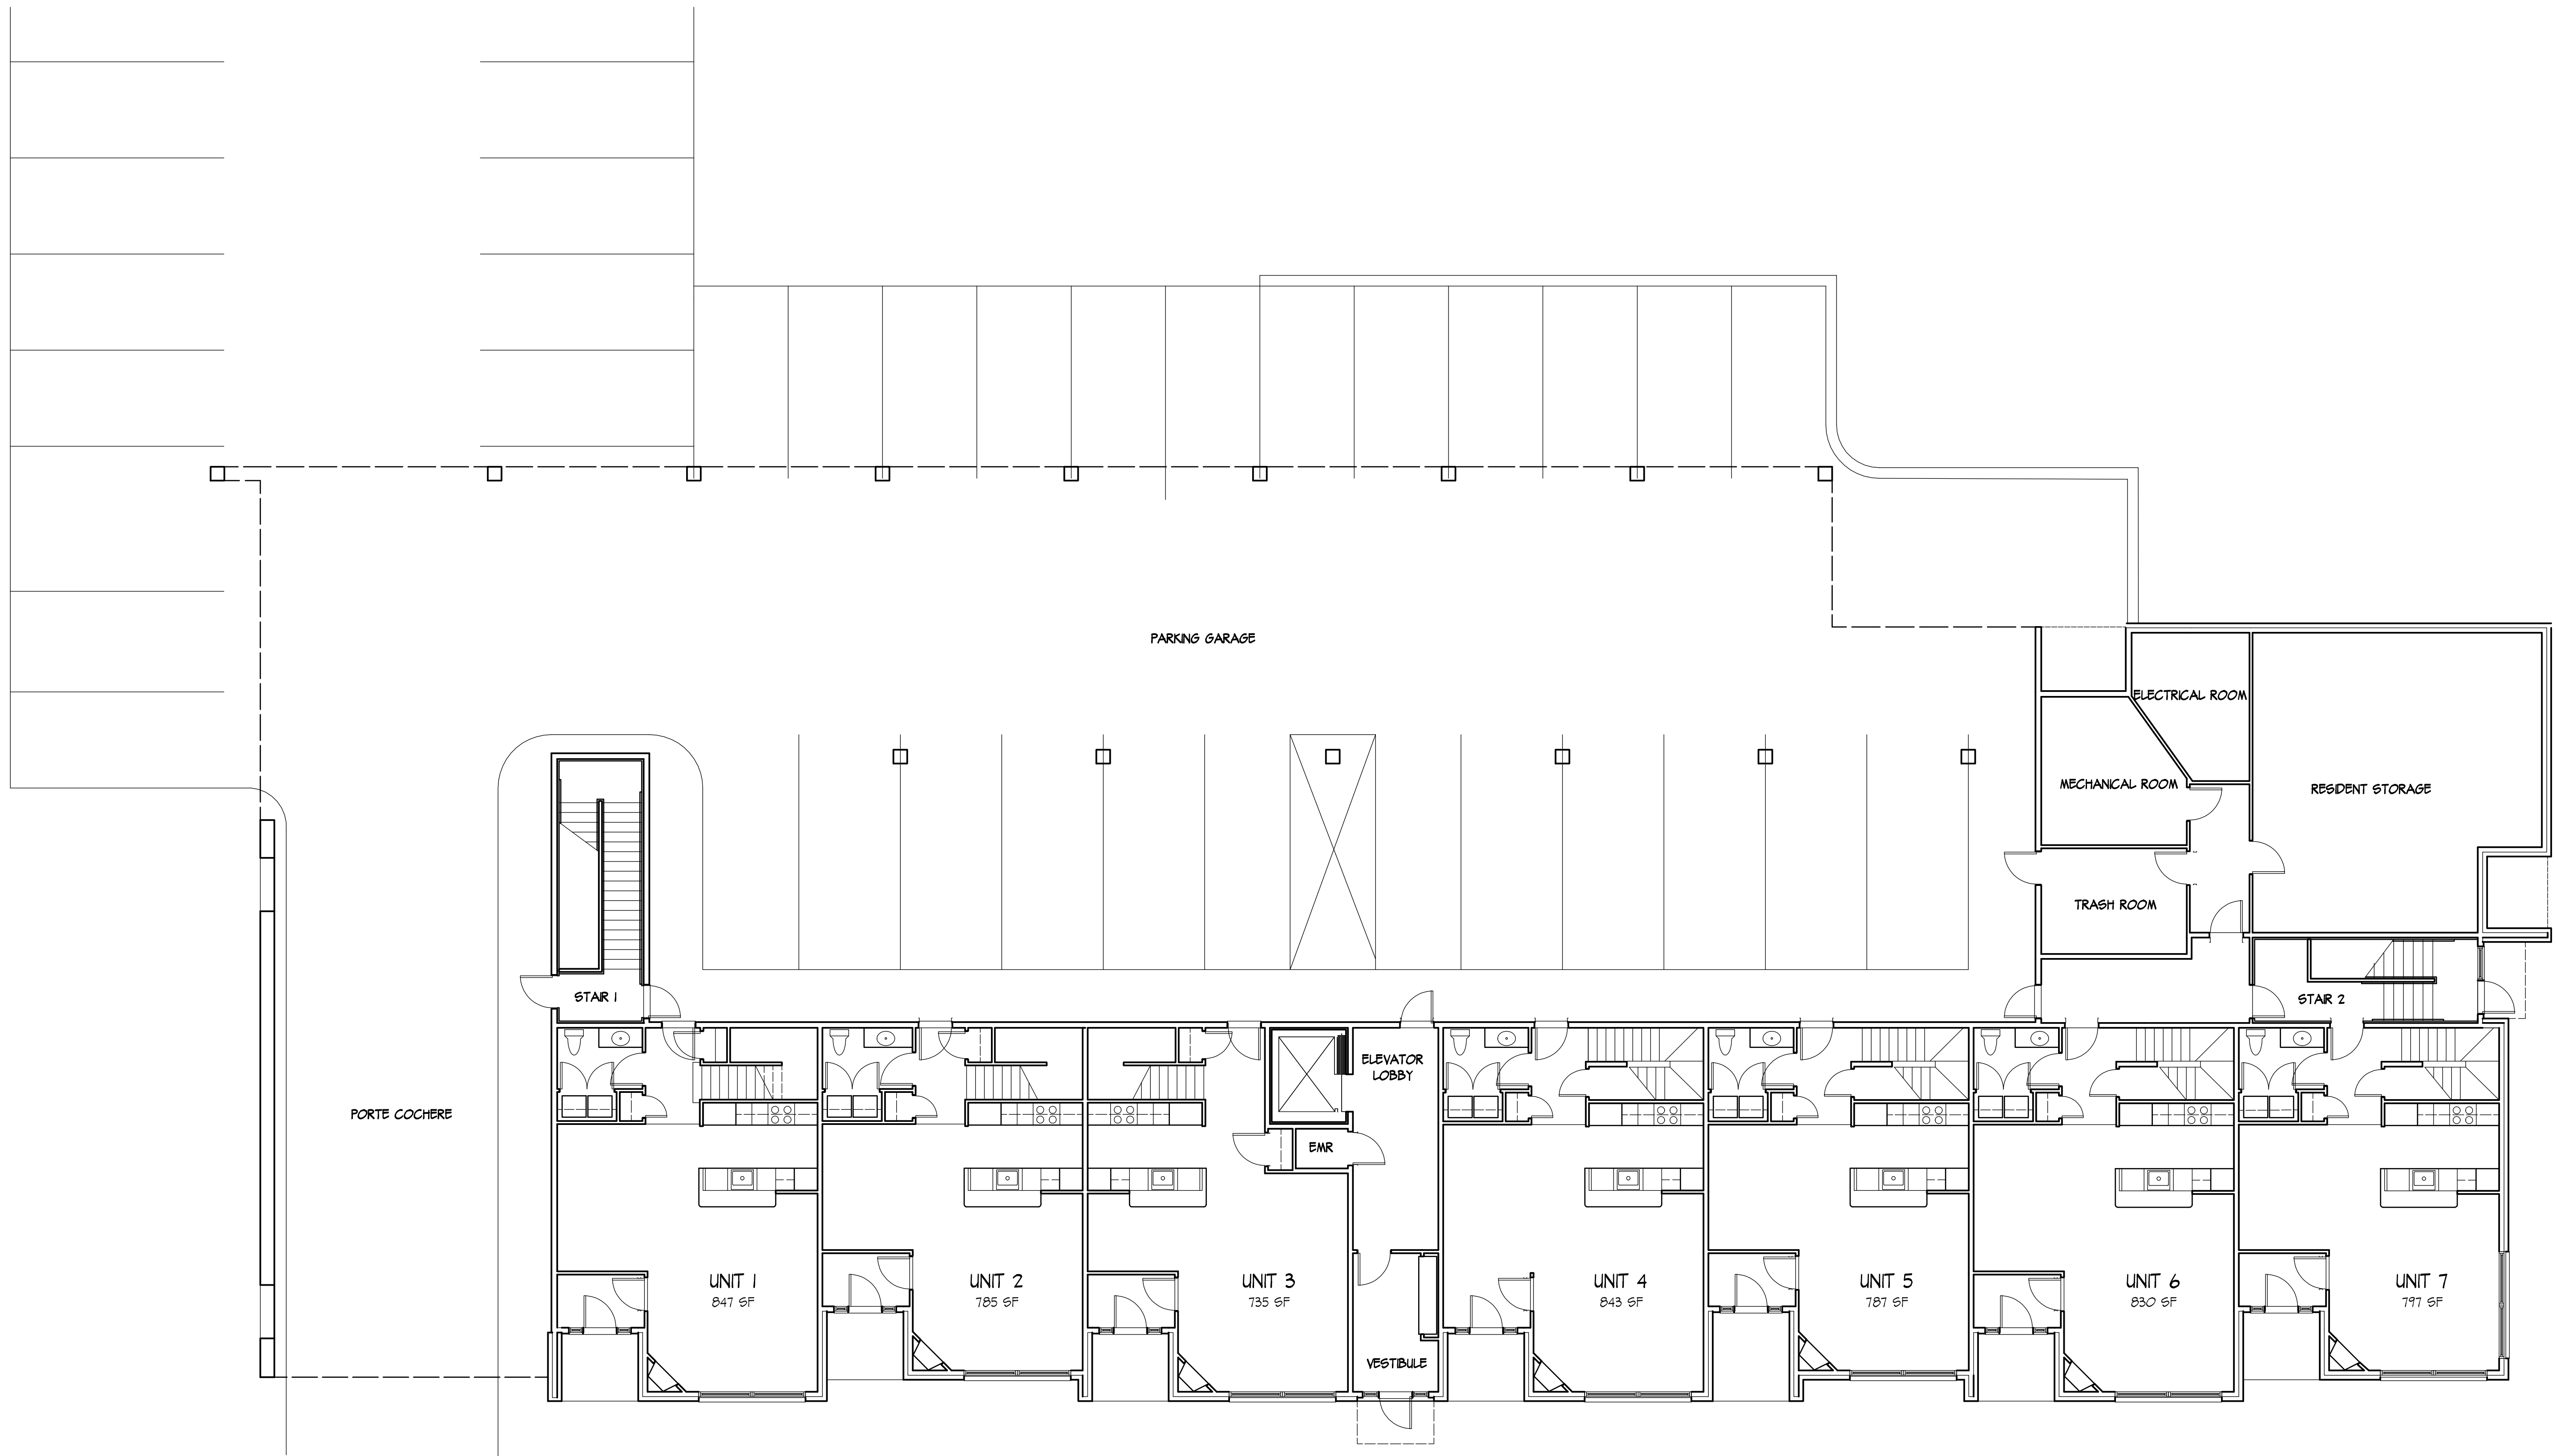 PARKING GARAGE
ELECTRICAL ROOM
MECHANICAL ROOM
RESIDENT STORAGE
TRASH ROOM
STAIR 1
STAIR 2
ELEVATOR
LOBBY
PORTE COCHERE
EMR
UNIT 1
847 SF
UNIT 2
785 SF
UNIT 3
735 SF
UNIT 4
843 SF
UNIT 5
787 SF
UNIT 6
830 SF
UNIT 7
797 SF
VESTIBULE